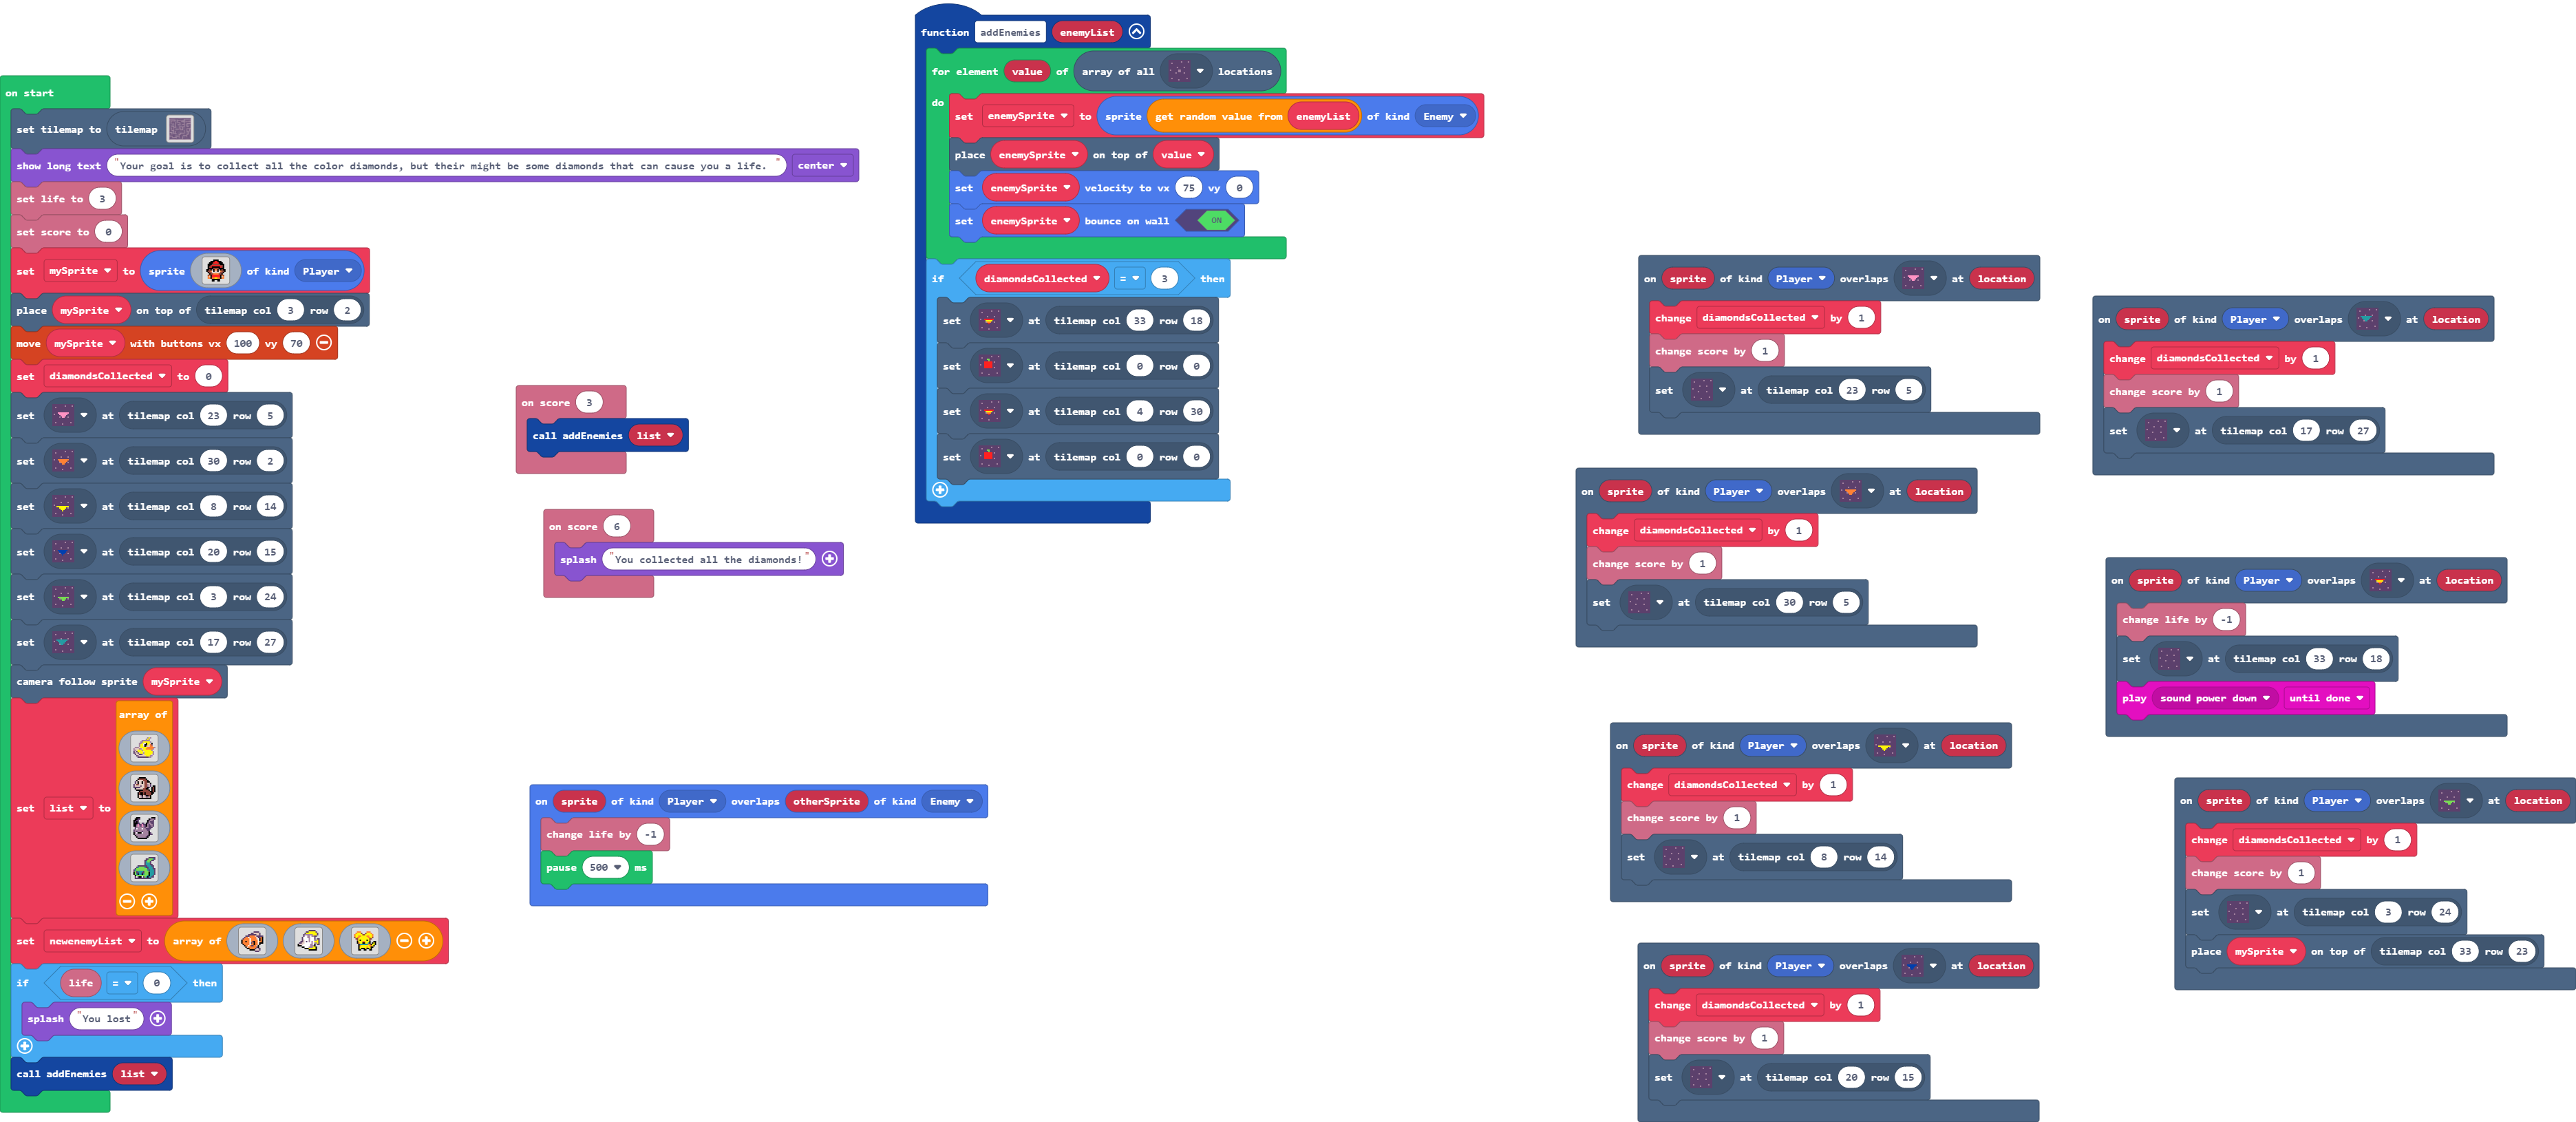 on start
set tilemap to tilemap
show long text "Your goal is to collect all the color diamonds, but their might be some diamonds that can cause you a life. " center
set life to 3
set score to 0
set mySprite to sprite of kind Player
place mySprite on top of tilemap col 3 row 2
move mySprite with buttons vx 100 vy 70
set diamondsCollected to 0
set at tilemap col 23 row 5
set at tilemap col 30 row 2
set at tilemap col 8 row 14
set at tilemap col 20 row 15
set at tilemap col 3 row 24
set at tilemap col 17 row 27
camera follow sprite mySprite
set list to array of
set newenemyList to array of
if life = 0 then
splash "You lost"
call addEnemies list
on score 3
call addEnemies list
on score 6
splash "You collected all the diamonds!"
on sprite of kind Player overlaps otherSprite of kind Enemy
change life by -1
pause 500 ms
function addEnemies enemyList
for element value of array of all locations
do
set enemySprite to sprite get random value from enemyList of kind Enemy
place enemySprite on top of value
set enemySprite velocity to vx 75 vy 0
set enemySprite bounce on wall ON
if diamondsCollected = 3 then
set at tilemap col 33 row 18
set at tilemap col 0 row 0
set at tilemap col 4 row 30
set at tilemap col 0 row 0
on sprite of kind Player overlaps at location
change diamondsCollected by 1
change score by 1
set at tilemap col 23 row 5
on sprite of kind Player overlaps at location
change diamondsCollected by 1
change score by 1
set at tilemap col 30 row 5
on sprite of kind Player overlaps at location
change diamondsCollected by 1
change score by 1
set at tilemap col 8 row 14
on sprite of kind Player overlaps at location
change diamondsCollected by 1
change score by 1
set at tilemap col 20 row 15
on sprite of kind Player overlaps at location
change diamondsCollected by 1
change score by 1
set at tilemap col 17 row 27
on sprite of kind Player overlaps at location
change life by -1
set at tilemap col 33 row 18
play sound power down until done
on sprite of kind Player overlaps at location
change diamondsCollected by 1
change score by 1
set at tilemap col 3 row 24
place mySprite on top of tilemap col 33 row 23